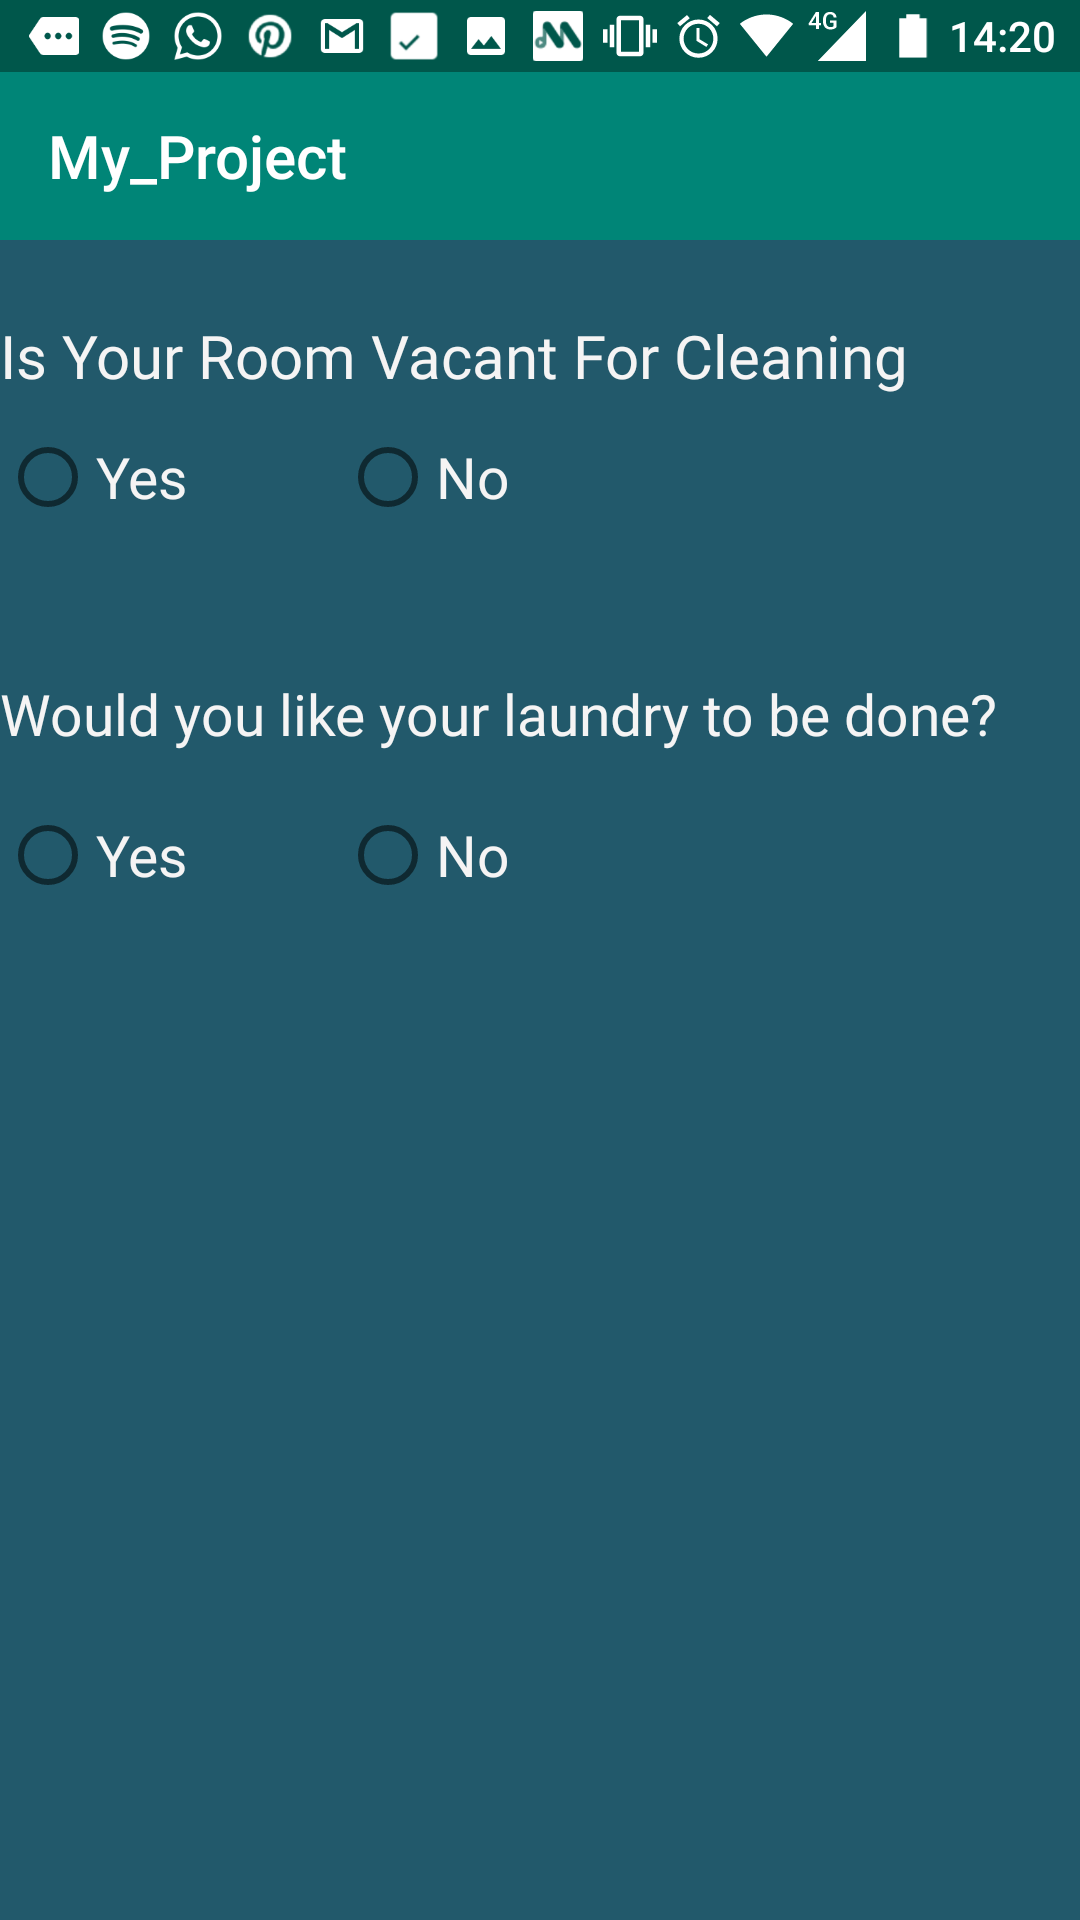 4G 14:20
My_Project
Is Your Room Vacant For Cleaning
Yes No
Would you like your laundry to be done?
Yes No